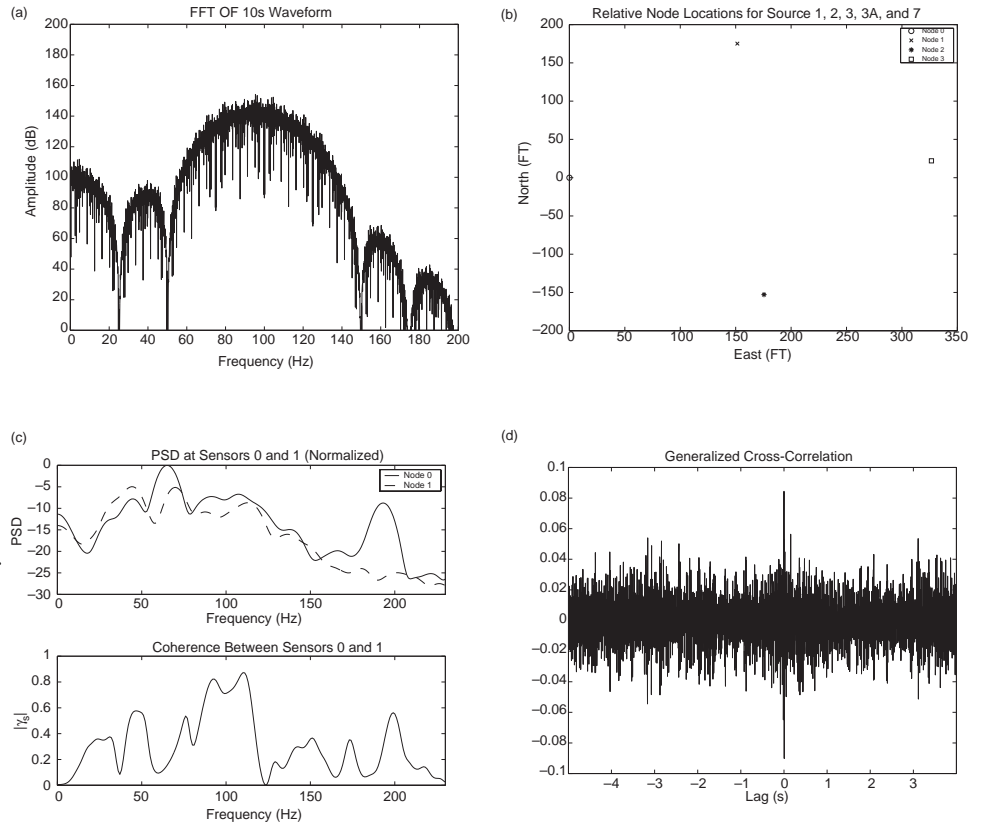 (a)
FFT OF 10s Waveform
200
180
160
140
120
100
80
60
40
20
0
Amplitude (dB)
0 20 40 60 80 100 120 140 160 180 200
Frequency (Hz)
(b)
Relative Node Locations for Source 1, 2, 3, 3A, and 7
200
150
100
50
0
−50
−100
−150
−200
North (FT)
Node 0
Node 1
Node 2
Node 3
0 50 100 150 200 250 300 350
East (FT)
(c)
PSD at Sensors 0 and 1 (Normalized)
0
−5
−10
−15
−20
−25
−30
PSD
Node 0
Node 1
0 50 100 150 200
Frequency (Hz)
Coherence Between Sensors 0 and 1
1
0.8
0.6
0.4
0.2
0
|γs|
0 50 100 150 200
Frequency (Hz)
(d)
Generalized Cross-Correlation
0.1
0.08
0.06
0.04
0.02
0
−0.02
−0.04
−0.06
−0.08
−0.1
−4 −3 −2 −1 0 1 2 3
Lag (s)